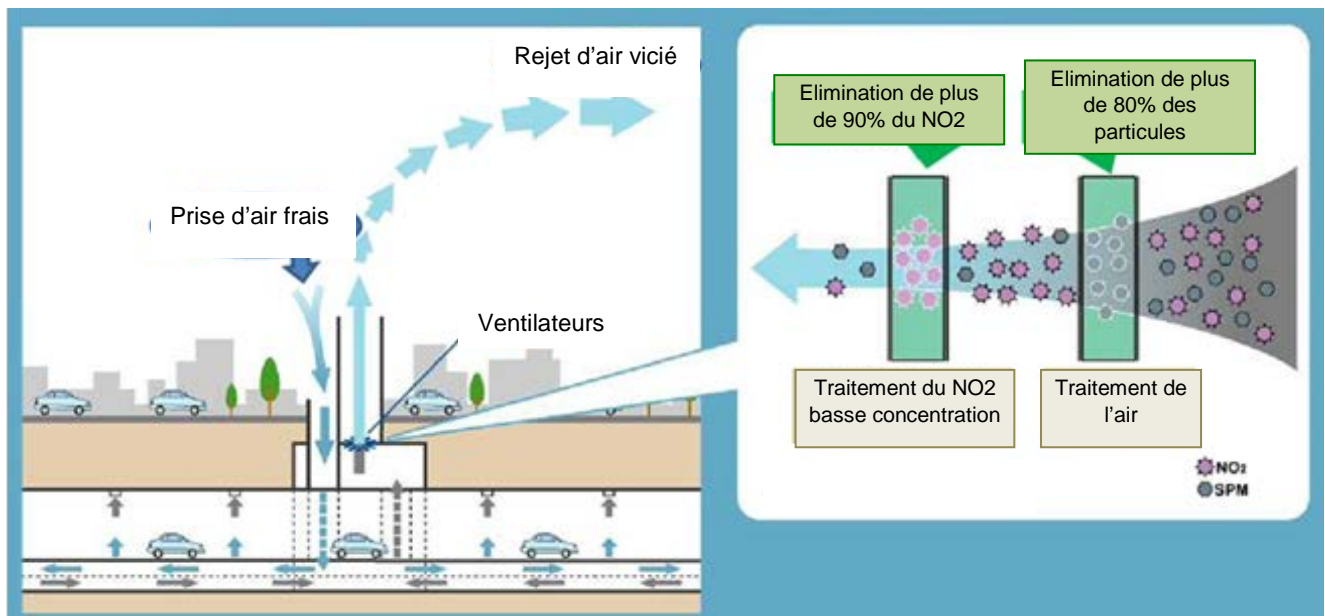 Rejet d'air vicié
Prise d'air frais
Ventilateurs
Elimination de plus
de 90% du NO2
Elimination de plus
de 80% des
particules
Traitement du NO2
basse concentration
Traitement de
l'air
NO₂
SPM